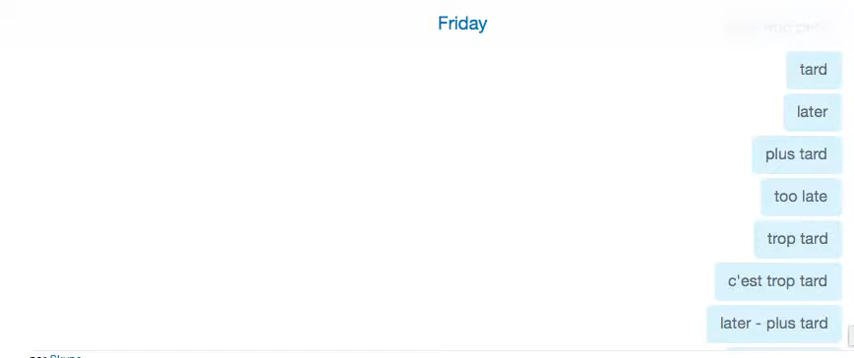 Friday
tard
later
plus tard
too late
trop tard
c'est trop tard
later - plus tard